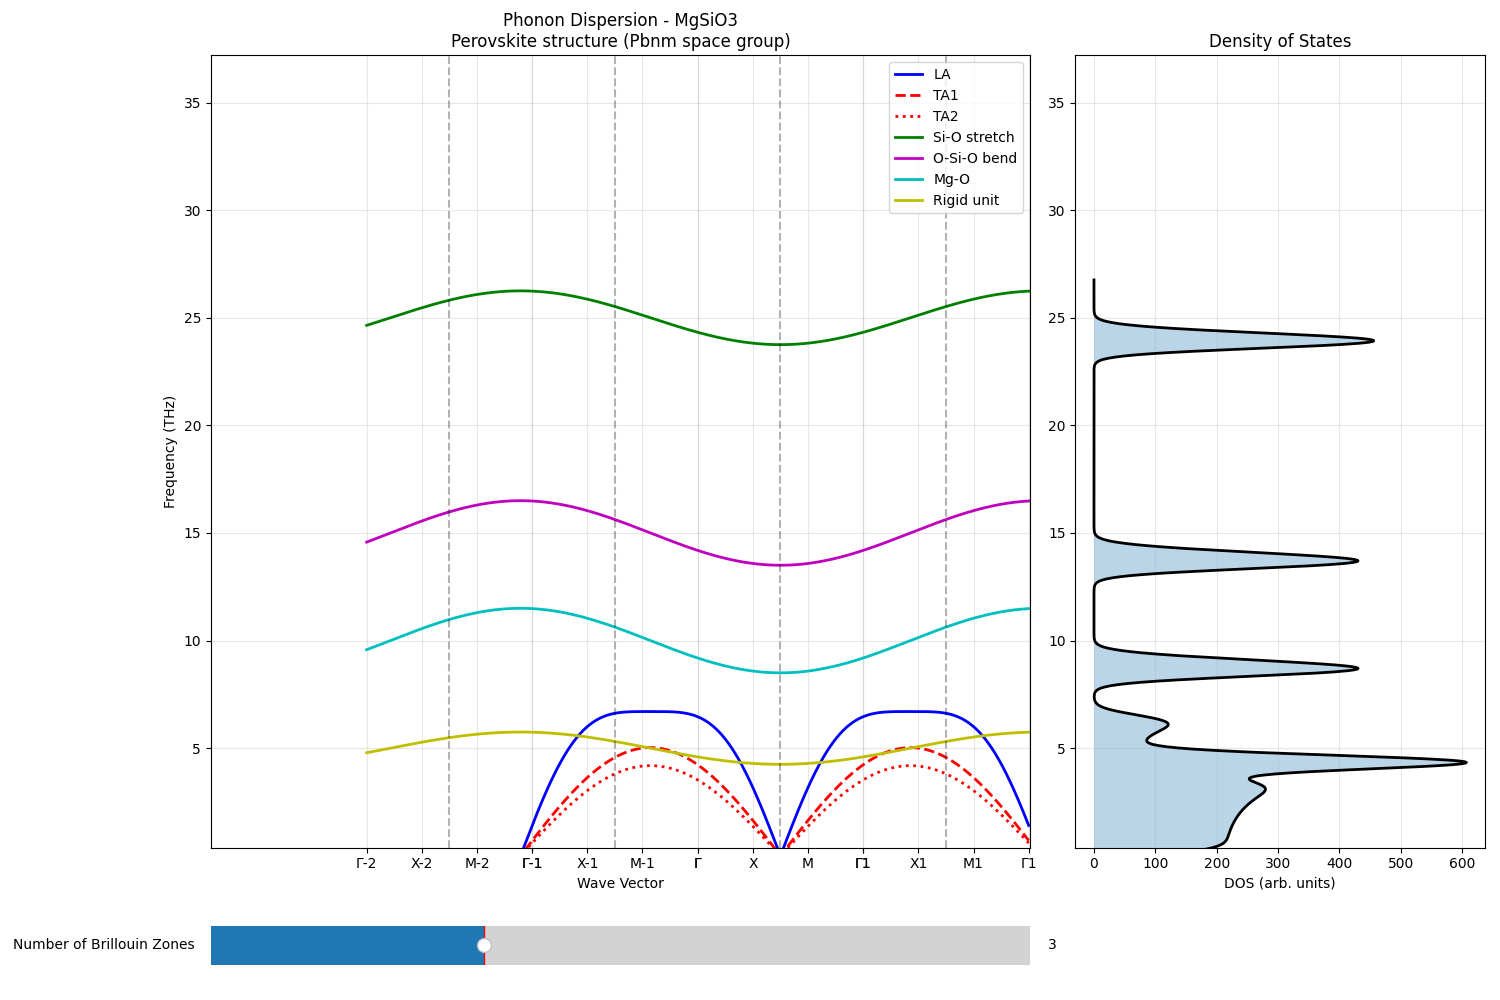 Phonon Dispersion - MgSiO3
Perovskite structure (Pbnm space group)
Frequency (THz)
35
30
25
20
15
10
5
LA
TA1
TA2
Si-O stretch
O-Si-O bend
Mg-O
Rigid unit
Γ-2 X-2 M-2 Γ-1 X-1 M-1 Γ X M Γ1 X1 M1 Γ1
Wave Vector
Density of States
35
30
25
20
15
10
5
0 100 200 300 400 500 600
DOS (arb. units)
Number of Brillouin Zones 3